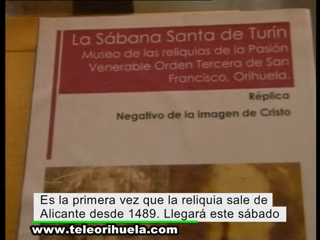 La Sábana Santa de Turín
Museo de las reliquias de la Pasión
Venerable Orden Tercera de San
Francisco. Orihuela.
Réplica
Negativo de la imagen de Cristo
Es la primera vez que la reliquia sale de
Alicante desde 1489. Llegará este sábado
www.teleorihuela.com